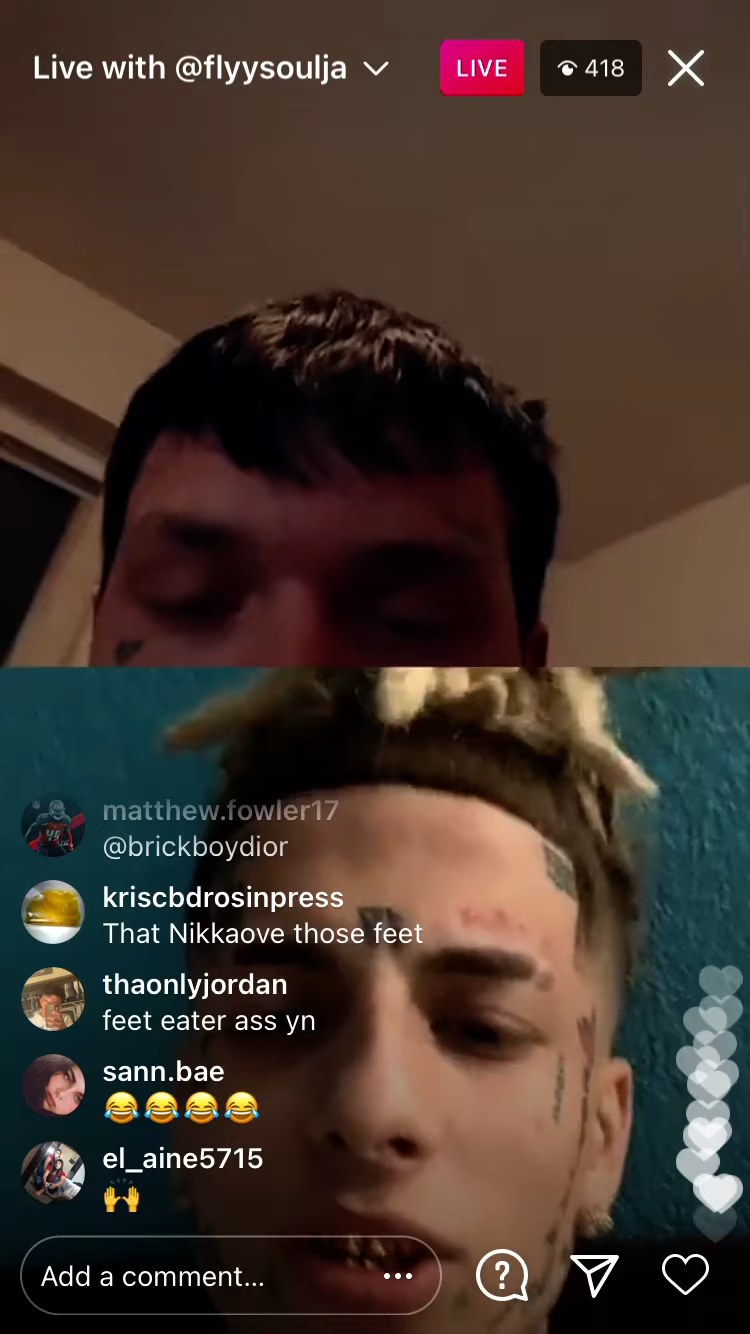 Live with @flyysoulja
LIVE
418
matthew.fowler17
@brickboydior
kriscbdrosinpress
That Nikkaove those feet
thaonlyjordan
feet eater ass yn
sann.bae
😂😂😂😂
el_aine5715
🙌
Add a comment...